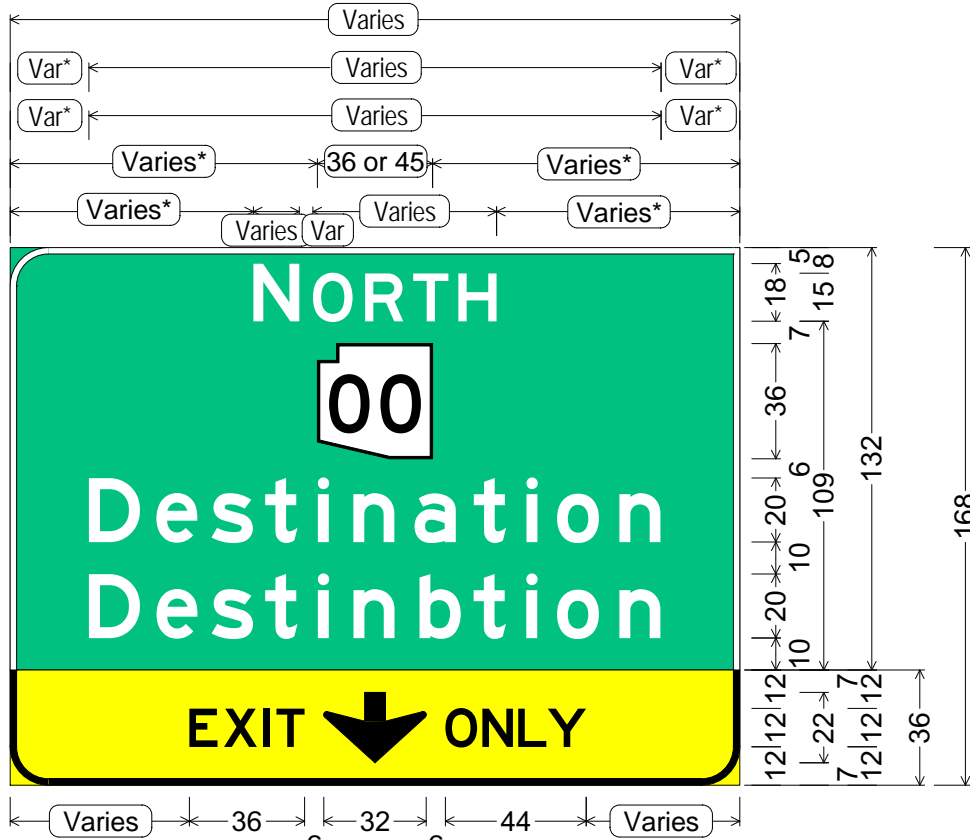 Varies
Var* Varies Var*
Var* Varies Var*
Varies* 36 or 45 Varies*
Varies* Varies Var Varies Varies*
NORTH
00
Destination
Destinbtion
EXIT ONLY
5 8
18 15
7
36
6
20
10
20
10
109
132
168
12 7 12
12 22 12
12 7 12
36
Varies 36 6 32 6 44 Varies